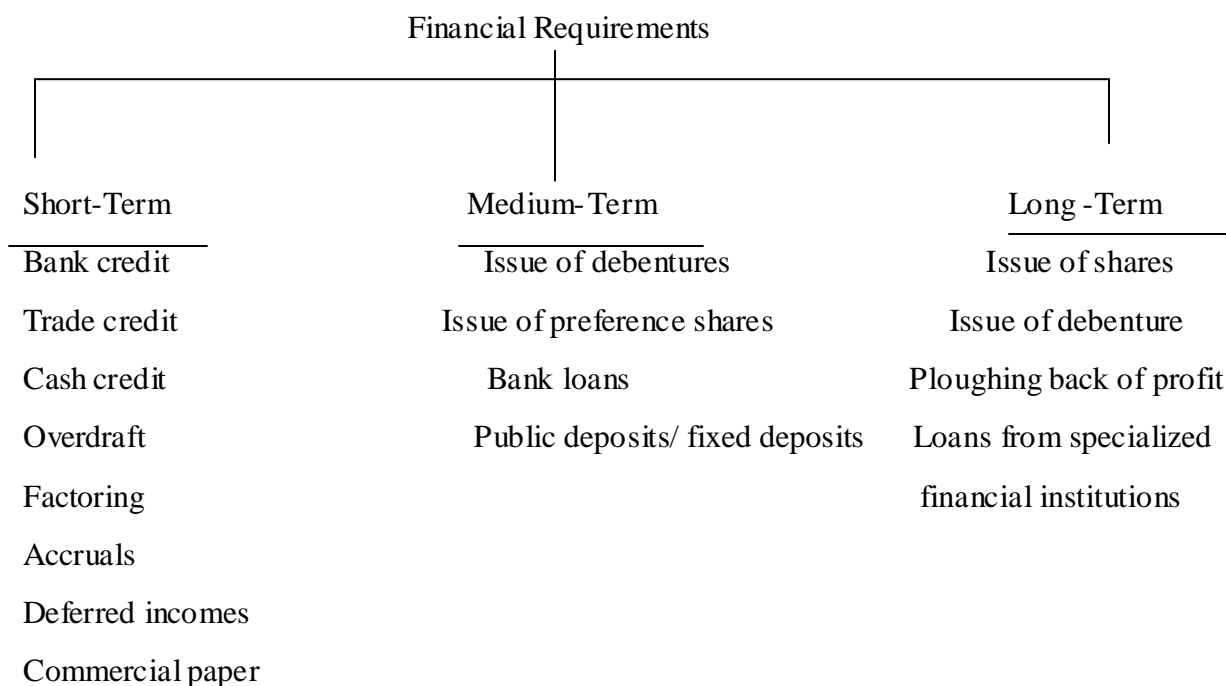 Financial Requirements
Short-Term
Medium-Term
Long -Term
Bank credit
Issue of debentures
Issue of shares
Trade credit
Issue of preference shares
Issue of debenture
Cash credit
Bank loans
Ploughing back of profit
Overdraft
Public deposits/ fixed deposits
Loans from specialized
Factoring
financial institutions
Accruals
Deferred incomes
Commercial paper